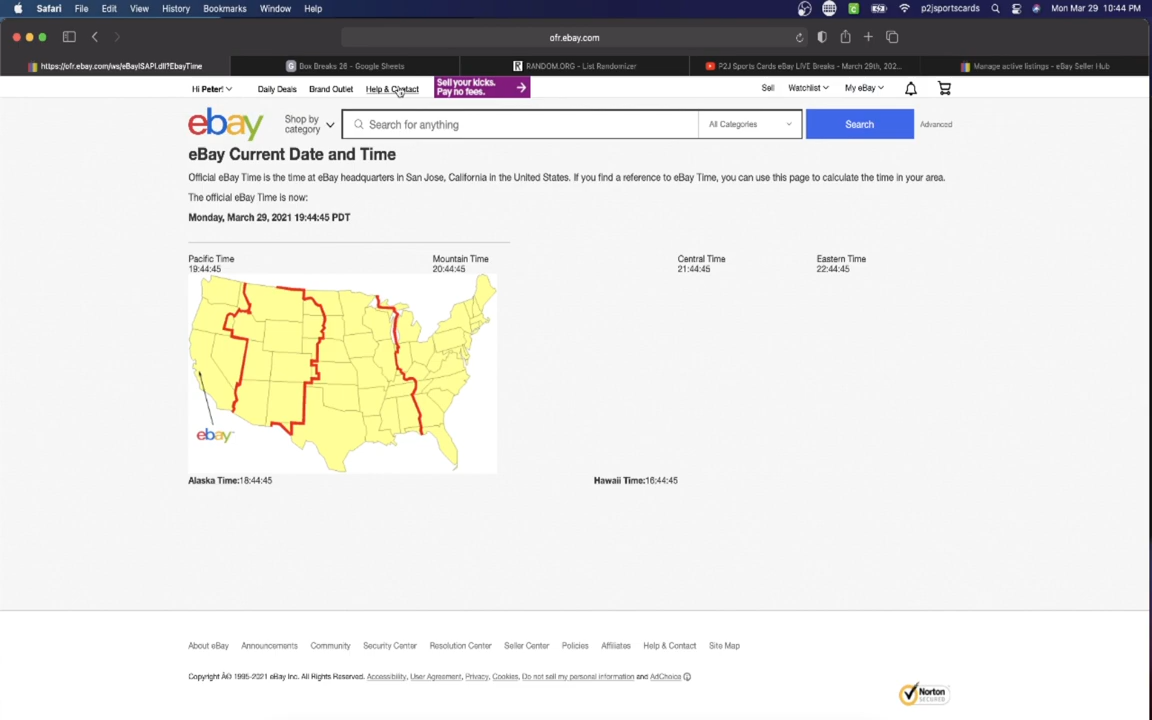 Safari File Edit View History Bookmarks Window Help p2jsportscards Mon Mar 29 10:44 PM
ofr.ebay.com
https://ofr.ebay.com/ws/eBayISAPI.dll?EbayTime Box Breaks 26 - Google Sheets RANDOM.ORG - List Randomizer P2J Sports Cards eBay LIVE Breaks - March 29th, 202... Manage active listings - eBay Seller Hub
Hi Peter! Daily Deals Brand Outlet Help & Contact Sell your kicks. Sell Watchlist My eBay
Pay no fees.
ebay Shop by category Search for anything All Categories Search Advanced
eBay Current Date and Time
Official eBay Time is the time at eBay headquarters in San Jose, California in the United States. If you find a reference to eBay Time, you can use this page to calculate the time in your area.
The official eBay Time is now:
Monday, March 29, 2021 19:44:45 PDT
Pacific Time Mountain Time Central Time Eastern Time
19:44:45 20:44:45 21:44:45 22:44:45
ebay
Alaska Time:18:44:45 Hawaii Time:16:44:45
About eBay Announcements Community Security Center Resolution Center Seller Center Policies Affiliates Help & Contact Site Map
Copyright Â© 1995-2021 eBay Inc. All Rights Reserved. Accessibility, User Agreement, Privacy, Cookies, Do not sell my personal information and AdChoice
Norton
SECURED